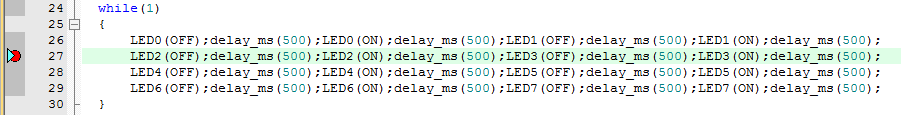 24 while(1)
25 {
26 LED0(OFF);delay_ms(500);LED0(ON);delay_ms(500);LED1(OFF);delay_ms(500);LED1(ON);delay_ms(500);
27 LED2(OFF);delay_ms(500);LED2(ON);delay_ms(500);LED3(OFF);delay_ms(500);LED3(ON);delay_ms(500);
28 LED4(OFF);delay_ms(500);LED4(ON);delay_ms(500);LED5(OFF);delay_ms(500);LED5(ON);delay_ms(500);
29 LED6(OFF);delay_ms(500);LED6(ON);delay_ms(500);LED7(OFF);delay_ms(500);LED7(ON);delay_ms(500);
30 }